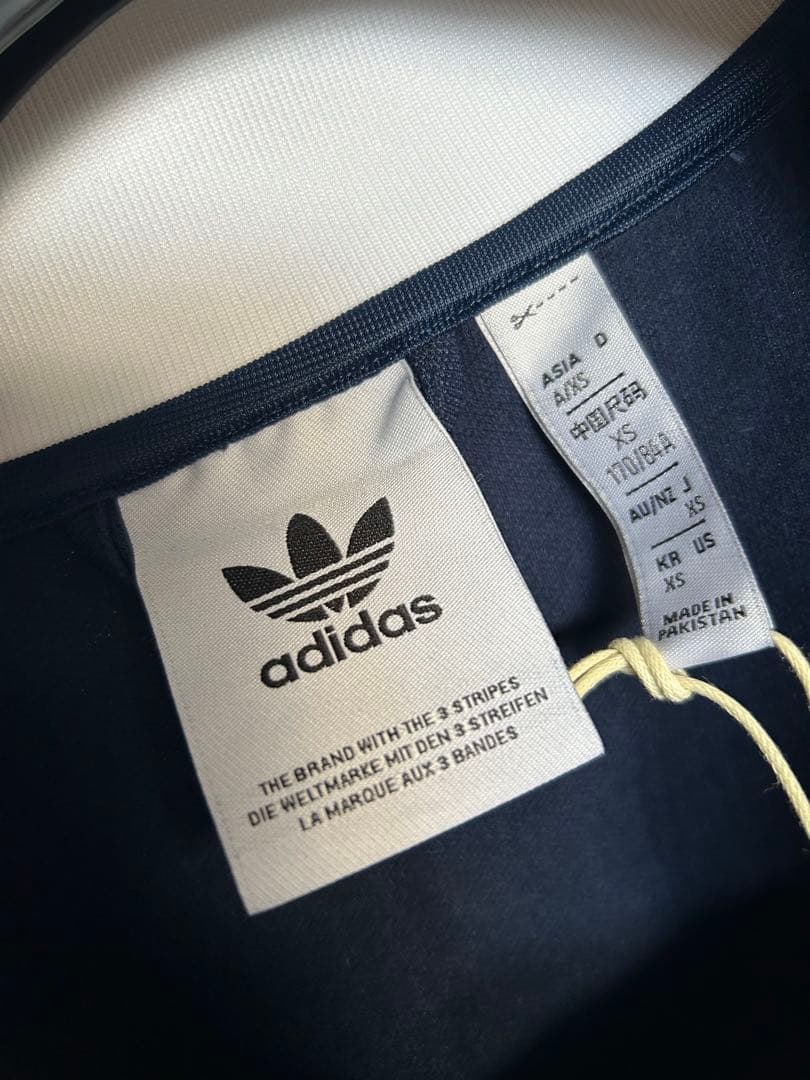 adidas
THE BRAND WITH THE 3 STRIPES
DIE WELTMARKE MIT DEN 3 STREIFEN
LA MARQUE AUX 3 BANDES
ASIA D
A/XS
中国尺码
XS
170/84A
AU/NZ J
XS
KR US
XS
MADE IN
PAKISTAN